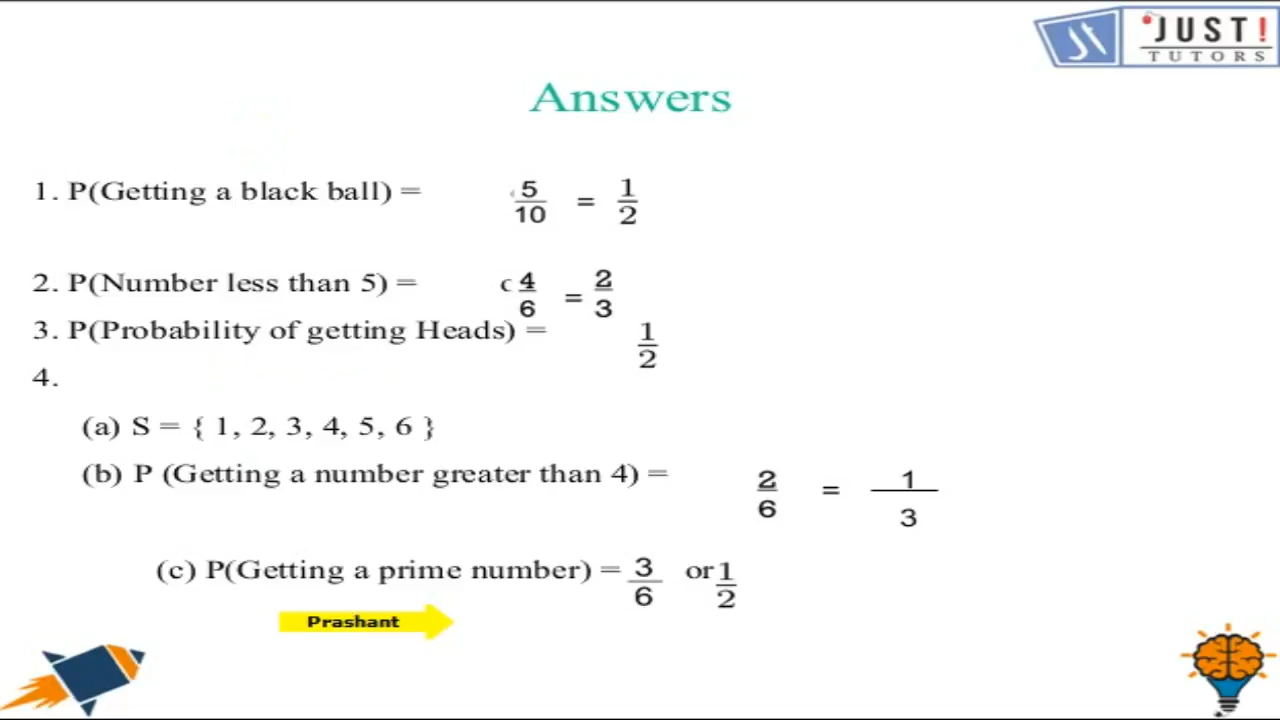 JUST!
TUTORS
Answers
1. P(Getting a black ball) = 5/10 = 1/2
2. P(Number less than 5) = 4/6 = 2/3
3. P(Probability of getting Heads) = 1/2
4.
(a) S = { 1, 2, 3, 4, 5, 6 }
(b) P (Getting a number greater than 4) = 2/6 = 1/3
(c) P(Getting a prime number) = 3/6 or 1/2
Prashant